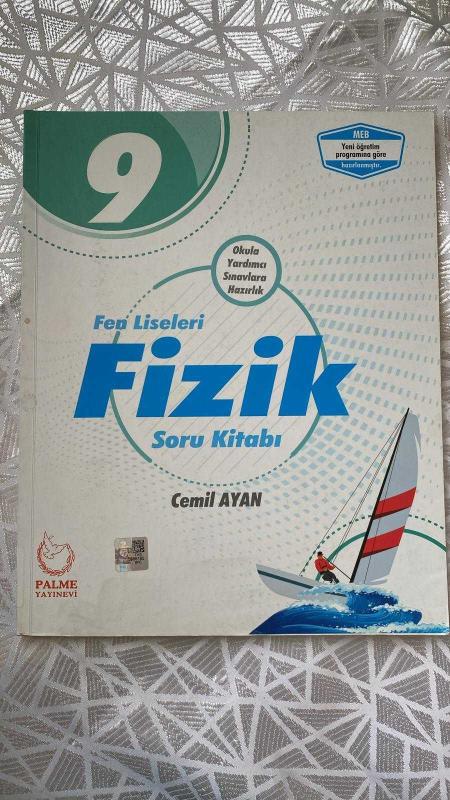 9
MEB
Yeni öğretim
programına göre
hazırlanmıştır.
Okula
Yardımcı
Sınavlara
Hazırlık
Fen Liseleri
Fizik
Soru Kitabı
Cemil AYAN
PALME
YAYINEVİ